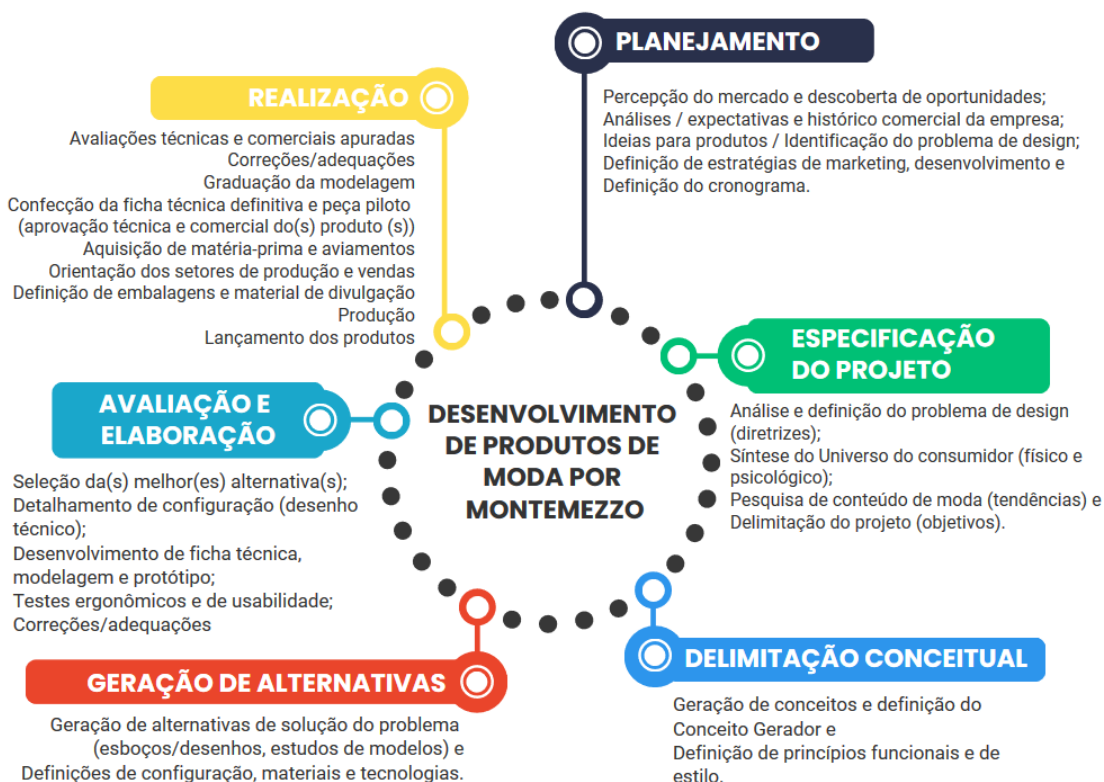 PLANEJAMENTO
Percepção do mercado e descoberta de oportunidades;
Análises / expectativas e histórico comercial da empresa;
Ideias para produtos / Identificação do problema de design;
Definição de estratégias de marketing, desenvolvimento e
Definição do cronograma.
ESPECIFICAÇÃO
DO PROJETO
Análise e definição do problema de design
(diretrizes);
Síntese do Universo do consumidor (físico e
psicológico);
Pesquisa de conteúdo de moda (tendências) e
Delimitação do projeto (objetivos).
DELIMITAÇÃO CONCEITUAL
Geração de conceitos e definição do
Conceito Gerador e
Definição de princípios funcionais e de
estilo.
GERAÇÃO DE ALTERNATIVAS
Geração de alternativas de solução do problema
(esboços/desenhos, estudos de modelos) e
Definições de configuração, materiais e tecnologias.
AVALIAÇÃO E
ELABORAÇÃO
Seleção da(s) melhor(es) alternativa(s);
Detalhamento de configuração (desenho
técnico);
Desenvolvimento de ficha técnica,
modelagem e protótipo;
Testes ergonômicos e de usabilidade;
Correções/adequações
REALIZAÇÃO
Avaliações técnicas e comerciais apuradas
Correções/adequações
Graduação da modelagem
Confecção da ficha técnica definitiva e peça piloto
(aprovação técnica e comercial do(s) produto (s))
Aquisição de matéria-prima e aviamentos
Orientação dos setores de produção e vendas
Definição de embalagens e material de divulgação
Produção
Lançamento dos produtos
DESENVOLVIMENTO
DE PRODUTOS DE
MODA POR
MONTEMEZZO